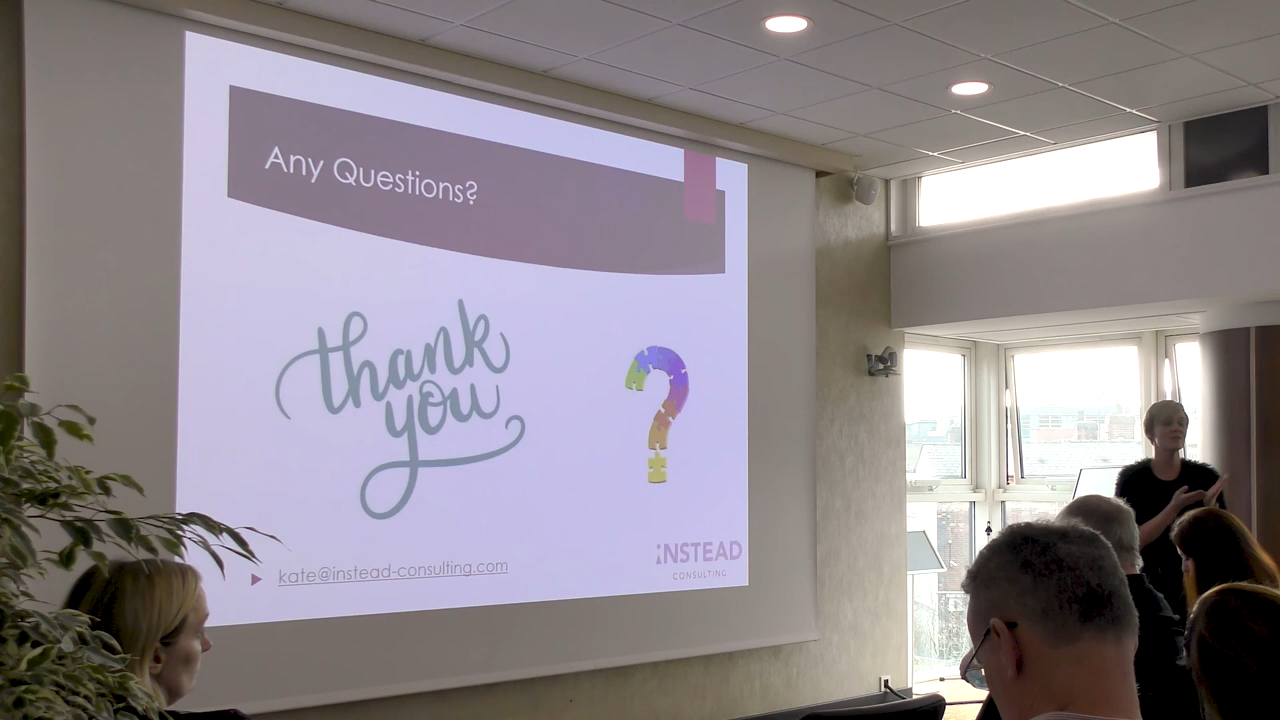 Any Questions?
thank
you
kate@instead-consulting.com
INSTEAD
CONSULTING